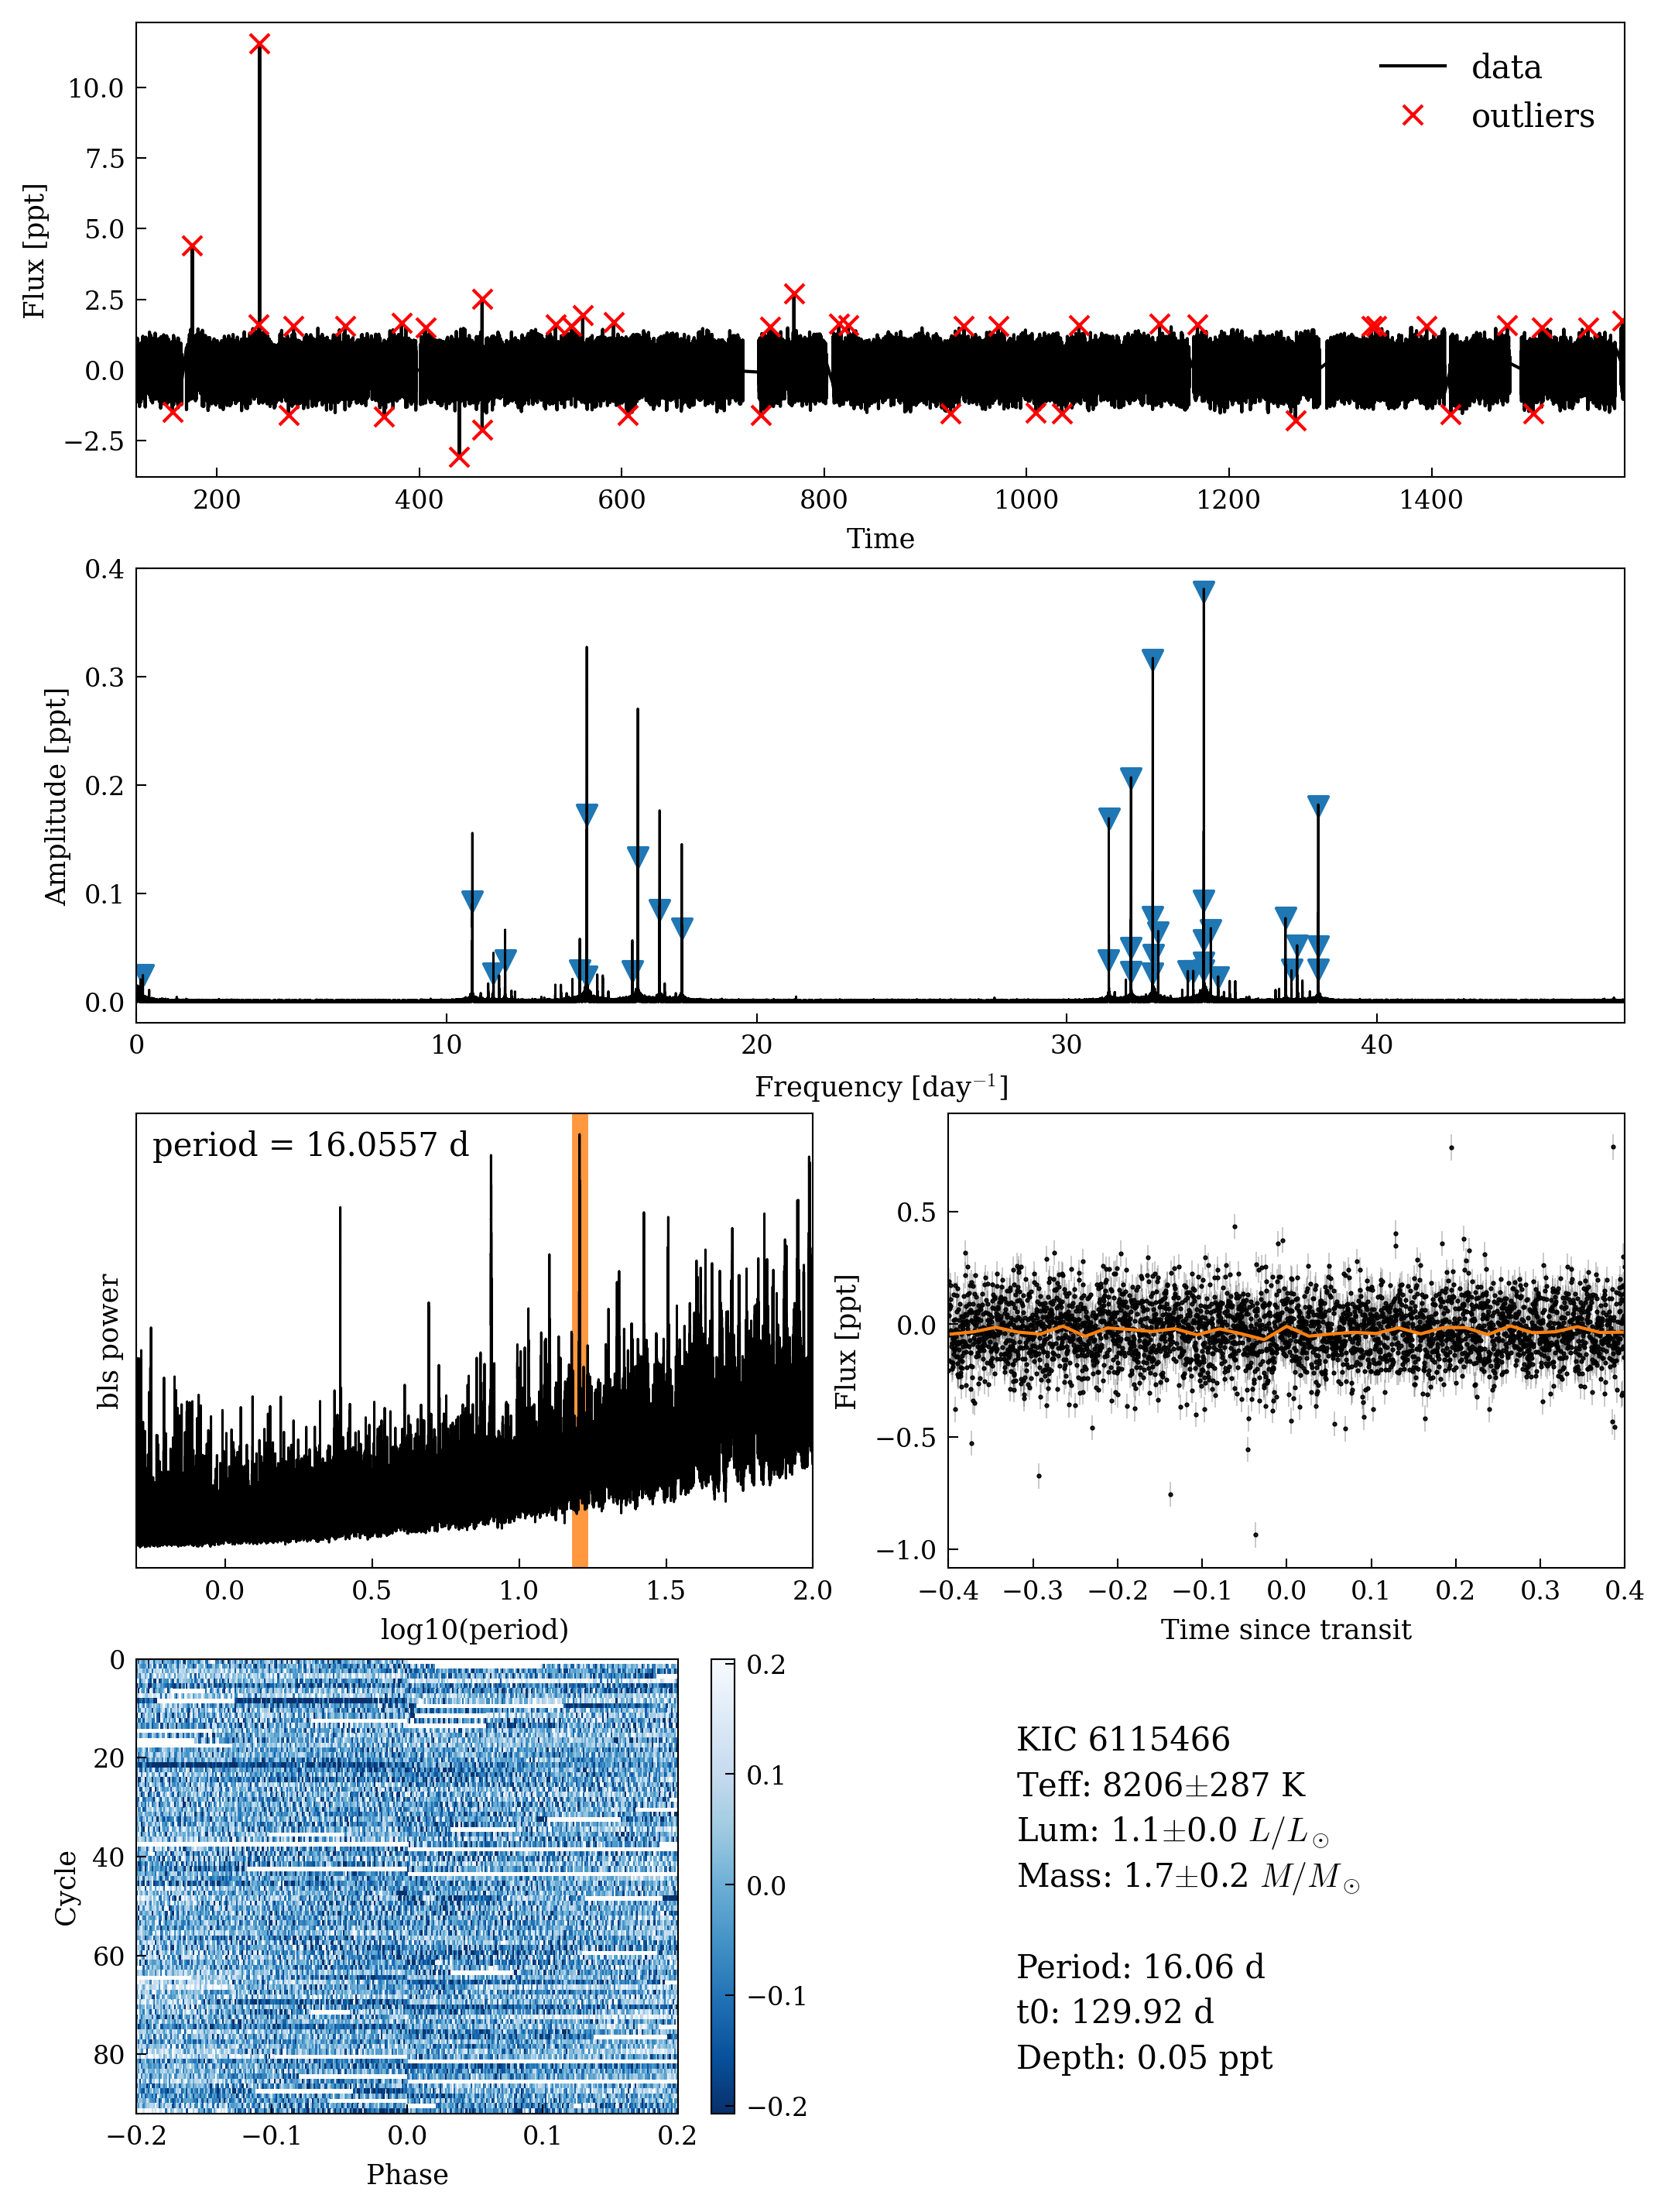 data
outliers
10.0
7.5
5.0
2.5
0.0
−2.5
Flux [ppt]
200 400 600 800 1000 1200 1400
Time
0.4
0.3
0.2
0.1
0.0
Amplitude [ppt]
0 10 20 30 40
Frequency [day⁻¹]
period = 16.0557 d
bls power
0.0 0.5 1.0 1.5 2.0
log10(period)
0.5
0.0
−0.5
−1.0
Flux [ppt]
−0.4 −0.3 −0.2 −0.1 0.0 0.1 0.2 0.3 0.4
Time since transit
0
20
40
60
80
Cycle
−0.2 −0.1 0.0 0.1 0.2
Phase
0.2
0.1
0.0
−0.1
−0.2
KIC 6115466
Teff: 8206±287 K
Lum: 1.1±0.0 L/L⊙
Mass: 1.7±0.2 M/M⊙
Period: 16.06 d
t0: 129.92 d
Depth: 0.05 ppt